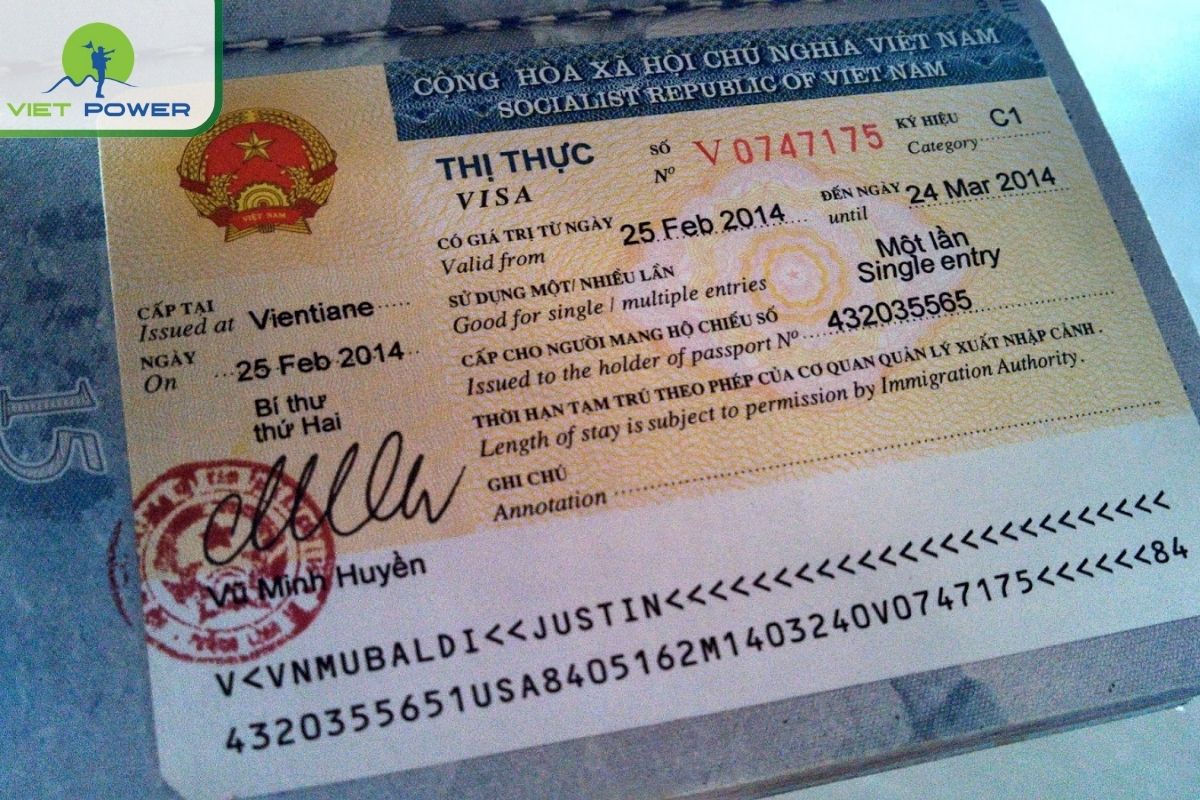 VIET POWER
CỘNG HÒA XÃ HỘI CHỦ NGHĨA VIỆT NAM
SOCIALIST REPUBLIC OF VIET NAM
VIỆT NAM
THỊ THỰC SỐ V0747175 KÝ HIỆU C1
VISA Nº Category
CÓ GIÁ TRỊ TỪ NGÀY 25 Feb 2014 ĐẾN NGÀY 24 Mar 2014
Valid from until
SỬ DỤNG MỘT/ NHIỀU LẦN Một lần
Good for single / multiple entries Single entry
CẤP CHO NGƯỜI MANG HỘ CHIẾU SỐ 432035565
Issued to the holder of passport Nº
THỜI HẠN TẠM TRÚ THEO PHÉP CỦA CƠ QUAN QUẢN LÝ XUẤT NHẬP CẢNH.
Length of stay is subject to permission by Immigration Authority.
GHI CHÚ
Annotation
CẤP TẠI
Issued at Vientiane
NGÀY
On 25 Feb 2014
Bí thư
thứ Hai
Vũ Minh Huyền
V<VNMUBALDI<<JUSTIN<<<<<<<<<<<<<<<<<<<<<<<<<
4320355651USA8405162M1403240V0747175<<<<<<84
15